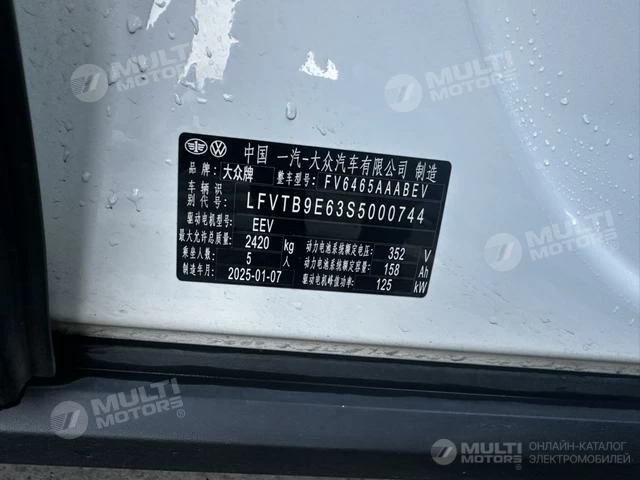 中国 一汽-大众汽车有限公司 制造
品牌: 大众牌 整车型号: FV6465AAABEV
车辆识别代号: LFVTB9E63S5000744
驱动电机型号: EEV
最大允许总质量: 2420 kg 动力电池系统额定电压: 352 V
乘坐人数: 5 人 动力电池系统额定容量: 158 Ah
制造年月: 2025-01-07 驱动电机峰值功率: 125 kW
MULTI MOTORS®
MULTI MOTORS®
MULTI MOTORS®
MULTI MOTORS®
MULTI MOTORS® ОНЛАЙН-КАТАЛОГ ЭЛЕКТРОМОБИЛЕЙ